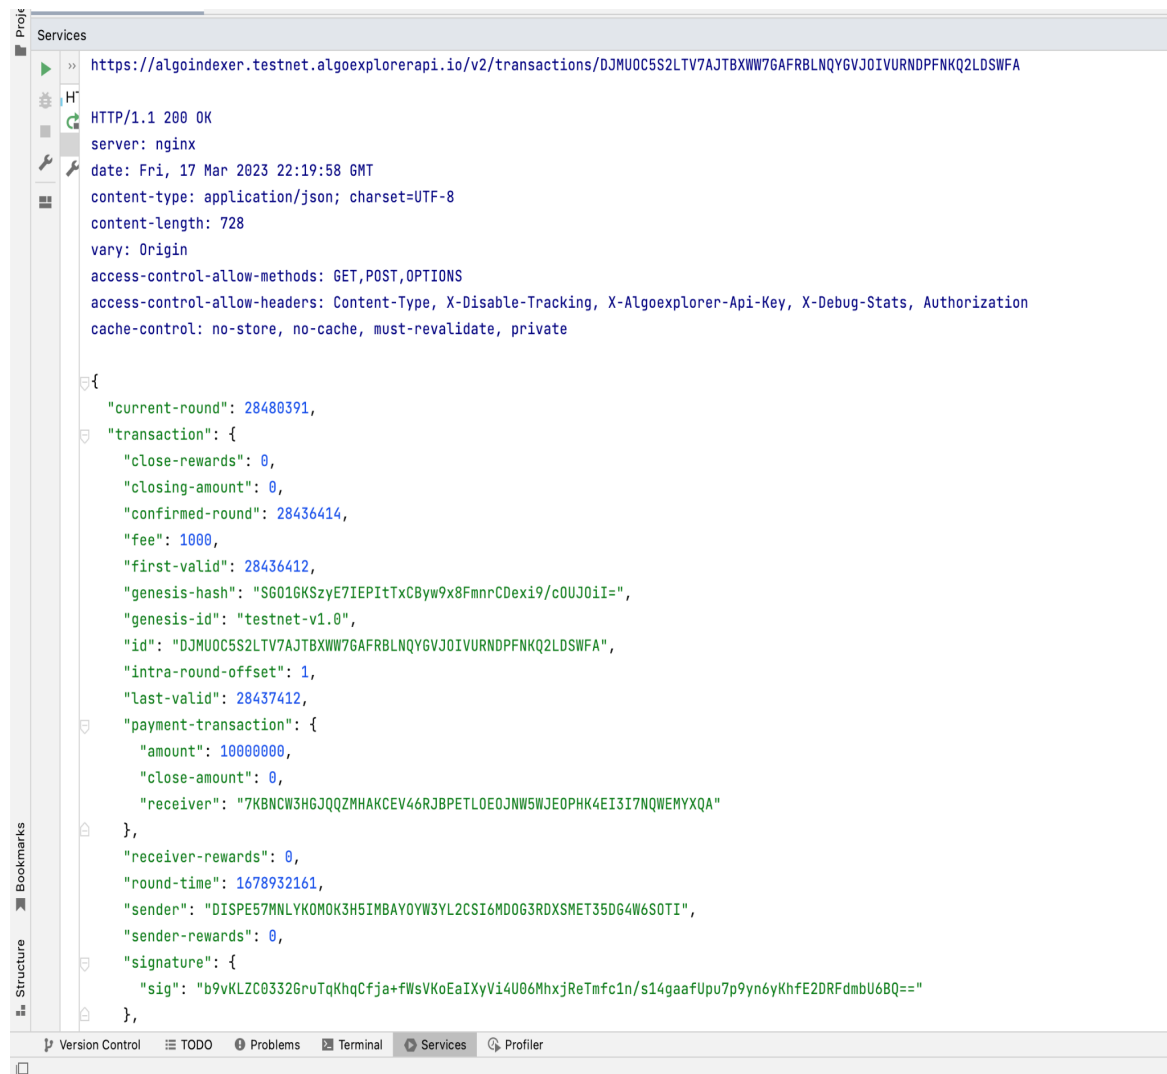 Proje
Services
https://algoindexer.testnet.algoexplorerapi.io/v2/transactions/DJMUOC5S2LTV7AJTBXWW7GAFRBLNQYGVJOIVURNDPFNKQ2LDSWFA
HTTP/1.1 200 OK
server: nginx
date: Fri, 17 Mar 2023 22:19:58 GMT
content-type: application/json; charset=UTF-8
content-length: 728
vary: Origin
access-control-allow-methods: GET,POST,OPTIONS
access-control-allow-headers: Content-Type, X-Disable-Tracking, X-Algoexplorer-Api-Key, X-Debug-Stats, Authorization
cache-control: no-store, no-cache, must-revalidate, private
{
"current-round": 28480391,
"transaction": {
"close-rewards": 0,
"closing-amount": 0,
"confirmed-round": 28436414,
"fee": 1000,
"first-valid": 28436412,
"genesis-hash": "SGO1GKSzyE7IEPItTxCByw9x8FmnrCDexi9/cOUJOiI=",
"genesis-id": "testnet-v1.0",
"id": "DJMUOC5S2LTV7AJTBXWW7GAFRBLNQYGVJOIVURNDPFNKQ2LDSWFA",
"intra-round-offset": 1,
"last-valid": 28437412,
"payment-transaction": {
"amount": 10000000,
"close-amount": 0,
"receiver": "7KBNCW3HGJQQZMHAKCEV46RJBPETLOEOJNW5WJEOPHK4EI3I7NQWEMYXQA"
},
"receiver-rewards": 0,
"round-time": 1678932161,
"sender": "DISPE57MNLYKOMOK3H5IMBAYOYW3YL2CSI6MDOG3RDXSMET35DG4W6SOTI",
"sender-rewards": 0,
"signature": {
"sig": "b9vKLZC0332GruTqKhqCfja+fWsVKoEaIXyVi4U06MhxjReTmfc1n/s14gaafUpu7p9yn6yKhfE2DRFdmbU6BQ=="
},
Bookmarks
Structure
Version Control TODO Problems Terminal Services Profiler